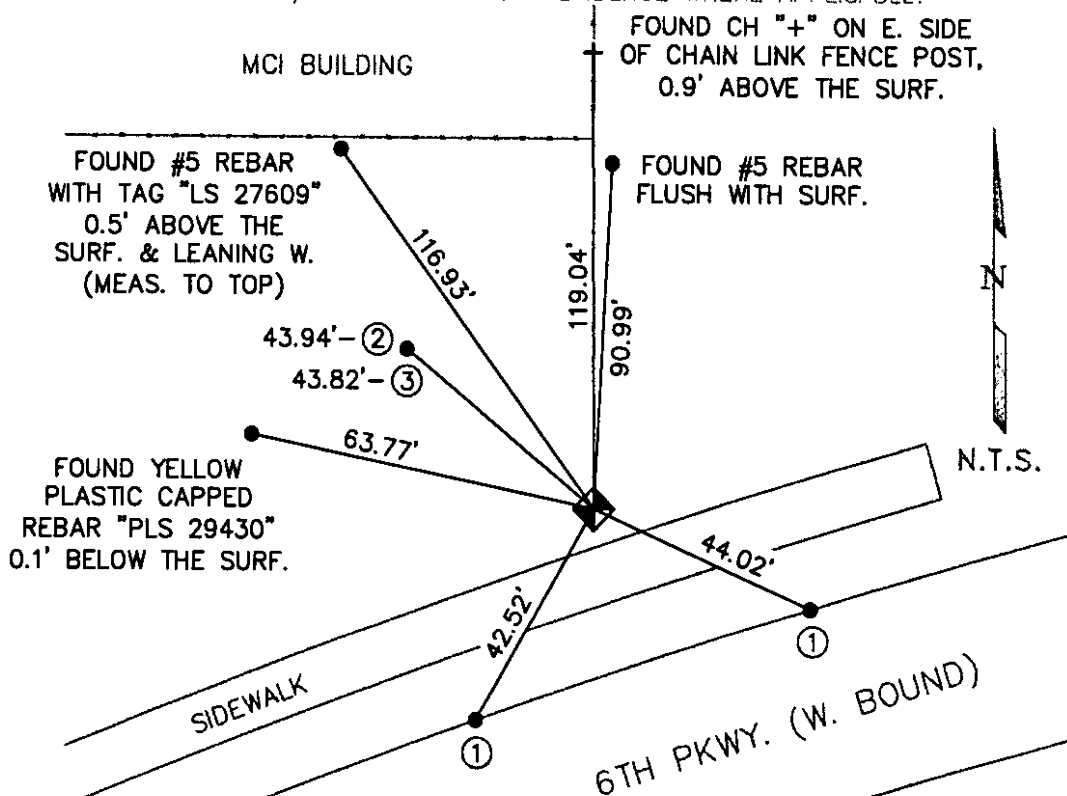 FOUND CH "+" ON E. SIDE
OF CHAIN LINK FENCE POST,
0.9' ABOVE THE SURF.
MCI BUILDING
FOUND #5 REBAR
WITH TAG "LS 27609"
0.5' ABOVE THE
SURF. & LEANING W.
(MEAS. TO TOP)
FOUND #5 REBAR
FLUSH WITH SURF.
116.93'
119.04'
90.99'
N
43.94'-②
43.82'-③
63.77'
N.T.S.
FOUND YELLOW
PLASTIC CAPPED
REBAR "PLS 29430"
0.1' BELOW THE SURF.
44.02'
42.52'
①
SIDEWALK
①
6TH PKWY. (W. BOUND)